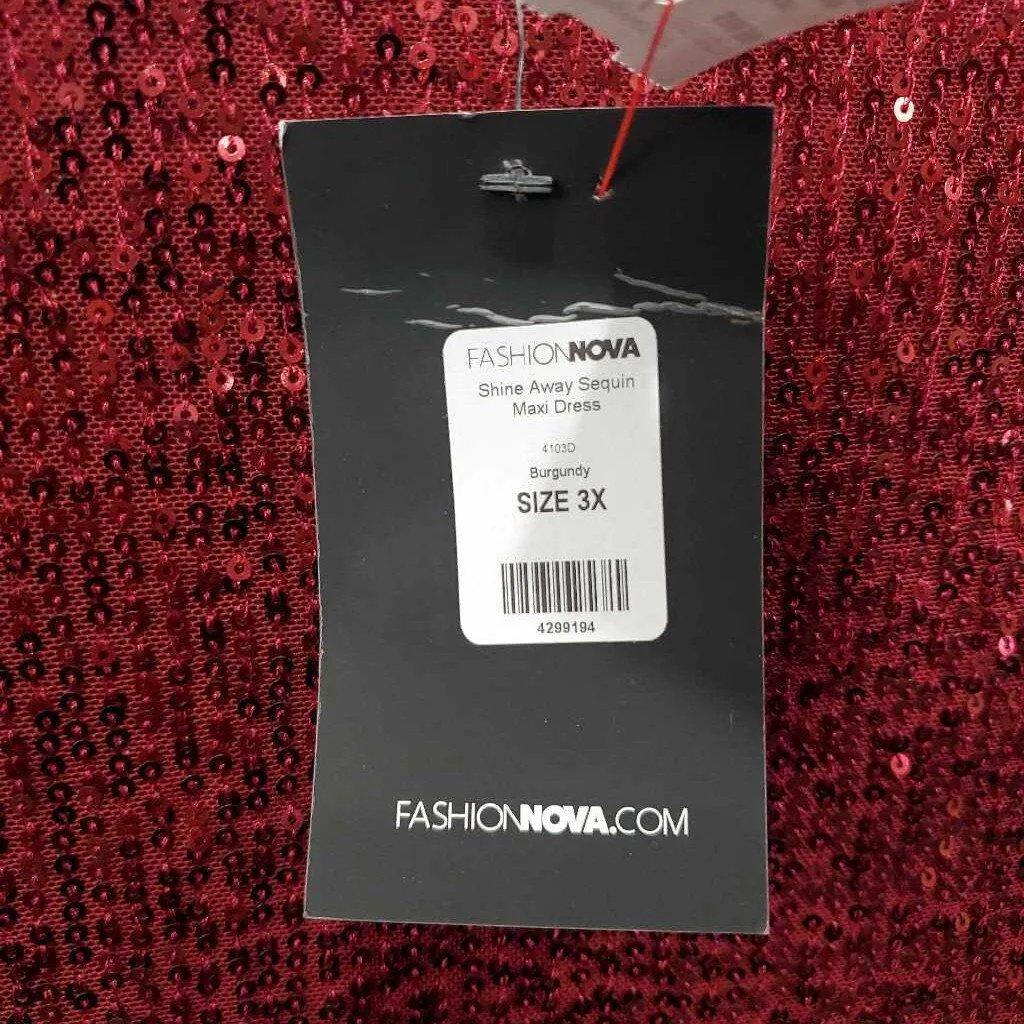 FASHIONNOVA
Shine Away Sequin
Maxi Dress
4103D
Burgundy
SIZE 3X
4299194
FASHIONNOVA.COM